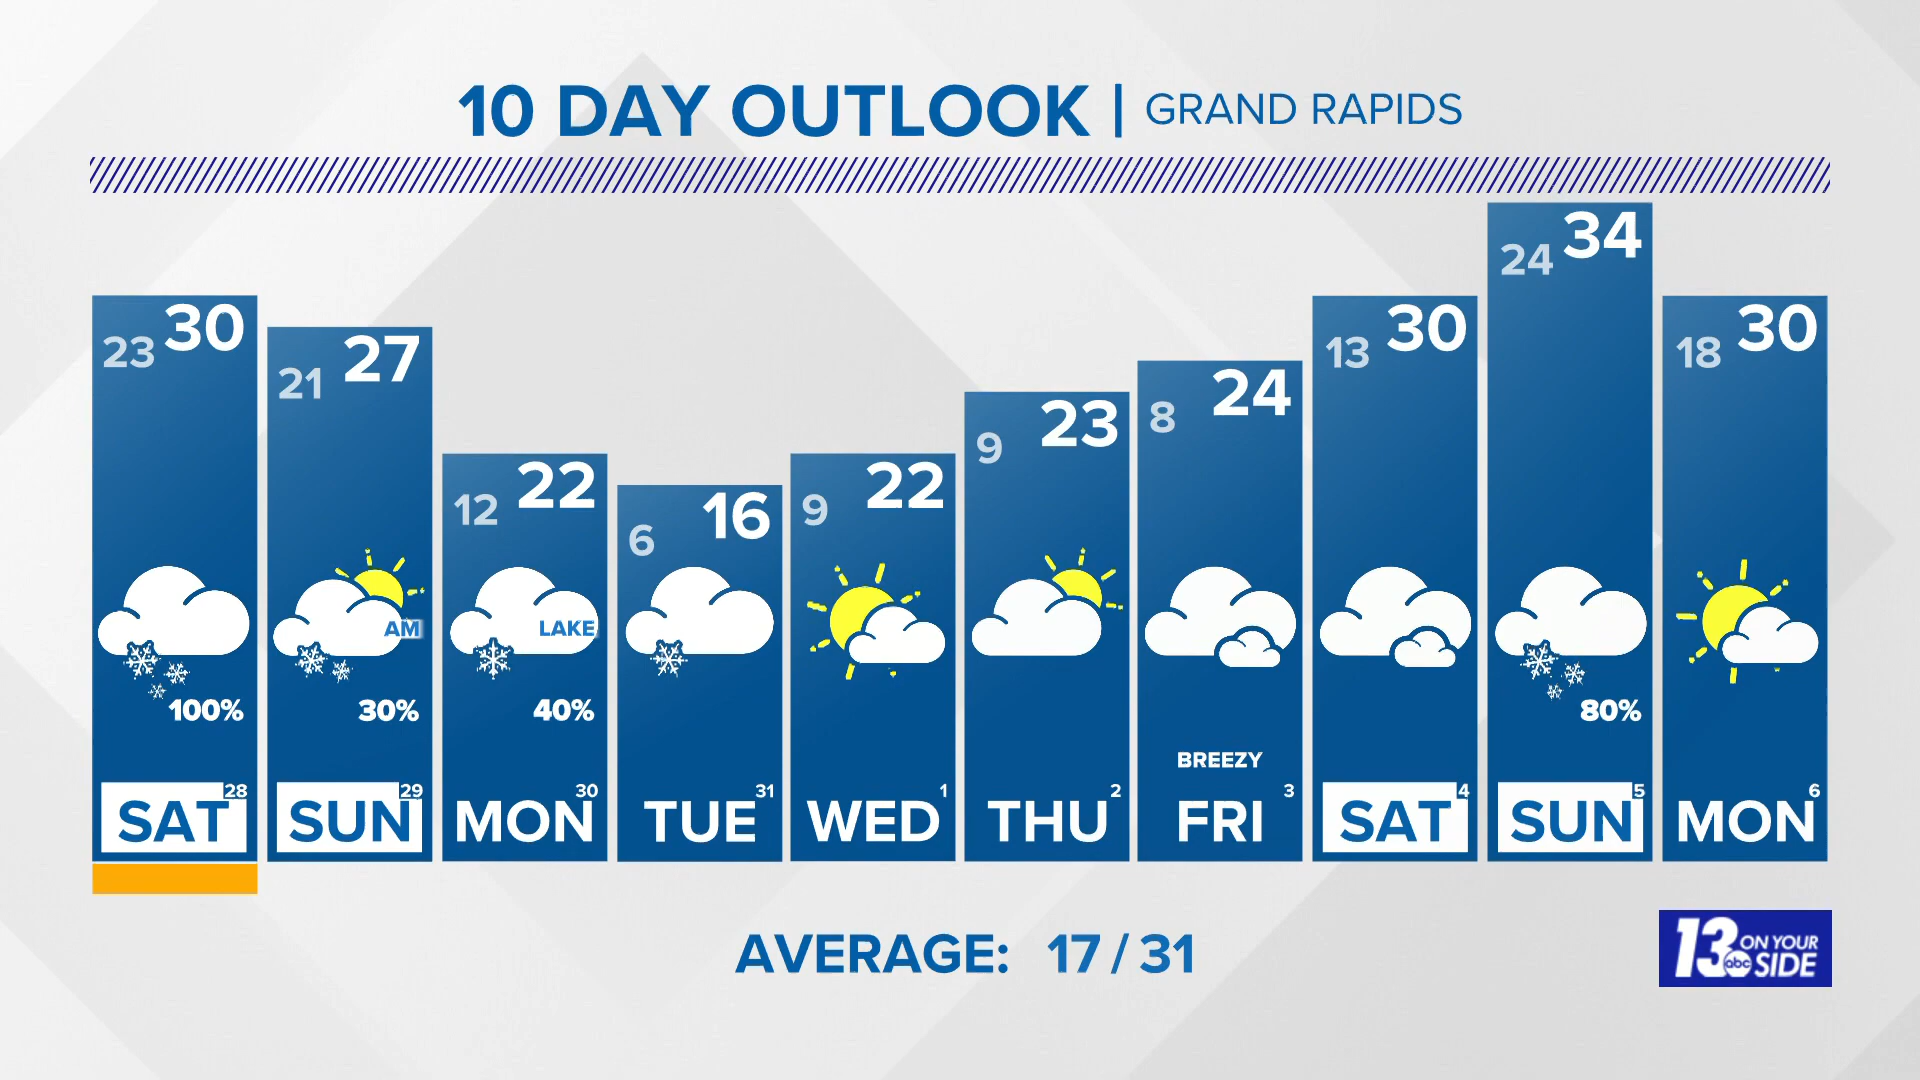 10 DAY OUTLOOK | GRAND RAPIDS
23 30
21 27
12 22
6 16
9 22
9 23
8 24
13 30
24 34
18 30
AM
LAKE
100%
30%
40%
80%
BREEZY
SAT 28
SUN 29
MON 30
TUE 31
WED 1
THU 2
FRI 3
SAT 4
SUN 5
MON 6
AVERAGE: 17 / 31
13 abc ON YOUR SIDE